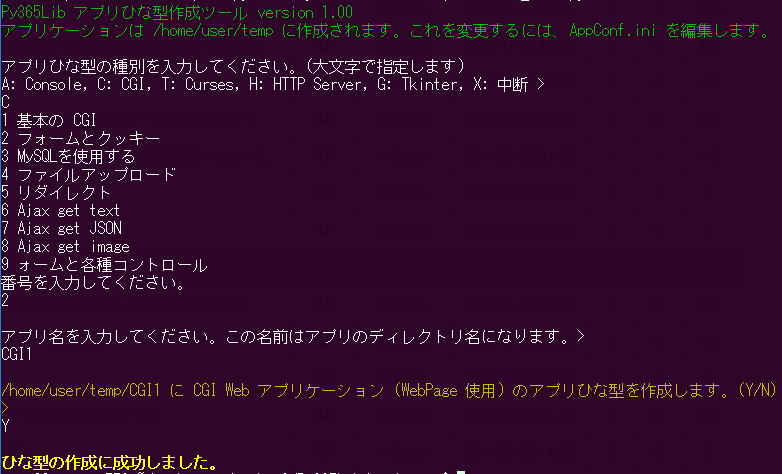 Py365Lib アプリひな型作成ツール version 1.00
アプリケーションは /home/user/temp に作成されます。これを変更するには、AppConf.ini を編集します。
アプリひな型の種別を入力してください。(大文字で指定します)
A: Console, C: CGI, T: Curses, H: HTTP Server, G: Tkinter, X: 中断 >
C
1 基本の CGI
2 フォームとクッキー
3 MySQLを使用する
4 ファイルアップロード
5 リダイレクト
6 Ajax get text
7 Ajax get JSON
8 Ajax get image
9 ォームと各種コントロール
番号を入力してください。
2
アプリ名を入力してください。この名前はアプリのディレクトリ名になります。>
CGI1
/home/user/temp/CGI1 に CGI Web アプリケーション (WebPage 使用) のアプリひな型を作成します。(Y/N)
>
Y
ひな型の作成に成功しました。